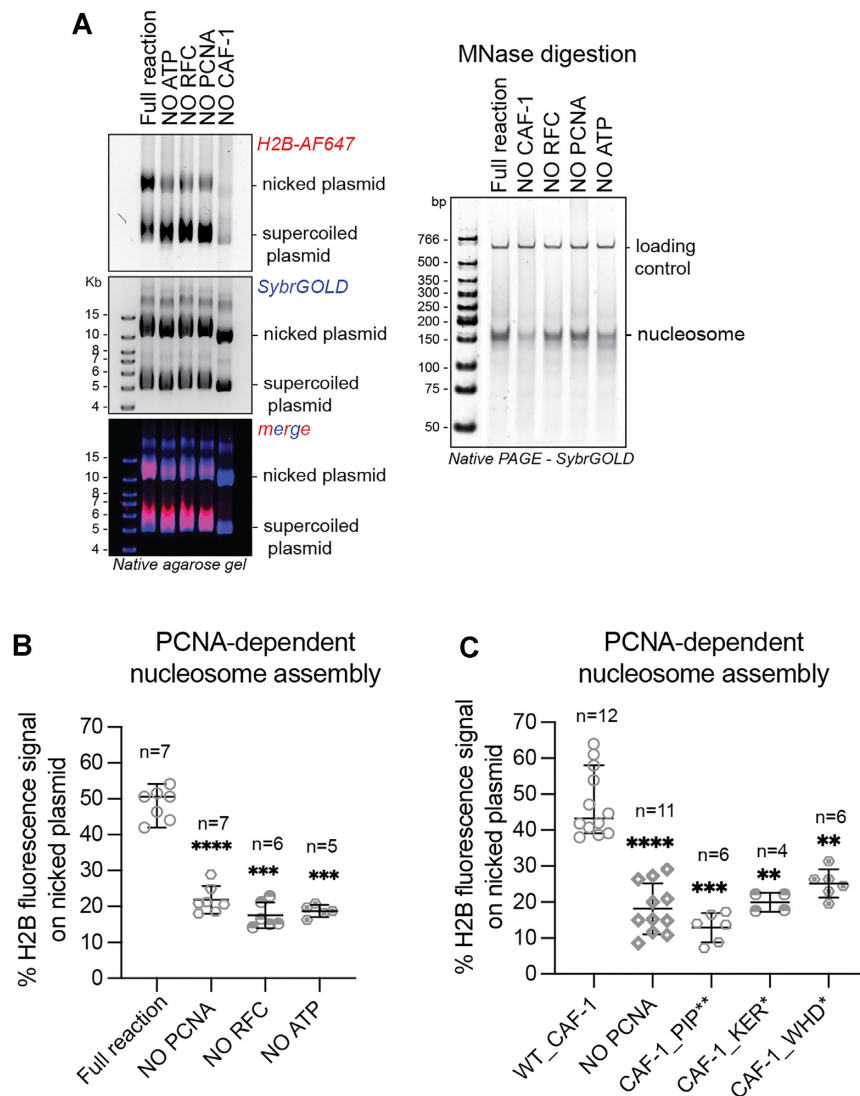 A
Full reaction
NO ATP
NO RFC
NO PCNA
NO CAF-1
H2B-AF647
nicked plasmid
supercoiled
plasmid
Kb
SybrGOLD
15
10
8
7
6
5
4
nicked plasmid
supercoiled
plasmid
merge
15
10
8
7
6
5
4
nicked plasmid
supercoiled
plasmid
Native agarose gel
MNase digestion
Full reaction
NO CAF-1
NO RFC
NO PCNA
NO ATP
bp
766
500
350
300
250
200
150
100
75
50
loading
control
nucleosome
Native PAGE - SybrGOLD
B
PCNA-dependent
nucleosome assembly
% H2B fluorescence signal
on nicked plasmid
70
60
50
40
30
20
10
0
n=7
n=7
****
n=6
***
n=5
***
Full reaction
NO PCNA
NO RFC
NO ATP
C
PCNA-dependent
nucleosome assembly
% H2B fluorescence signal
on nicked plasmid
70
60
50
40
30
20
10
0
n=12
n=11
****
n=6
***
n=4
**
n=6
**
WT_CAF-1
NO PCNA
CAF-1_PIP**
CAF-1_KER*
CAF-1_WHD*